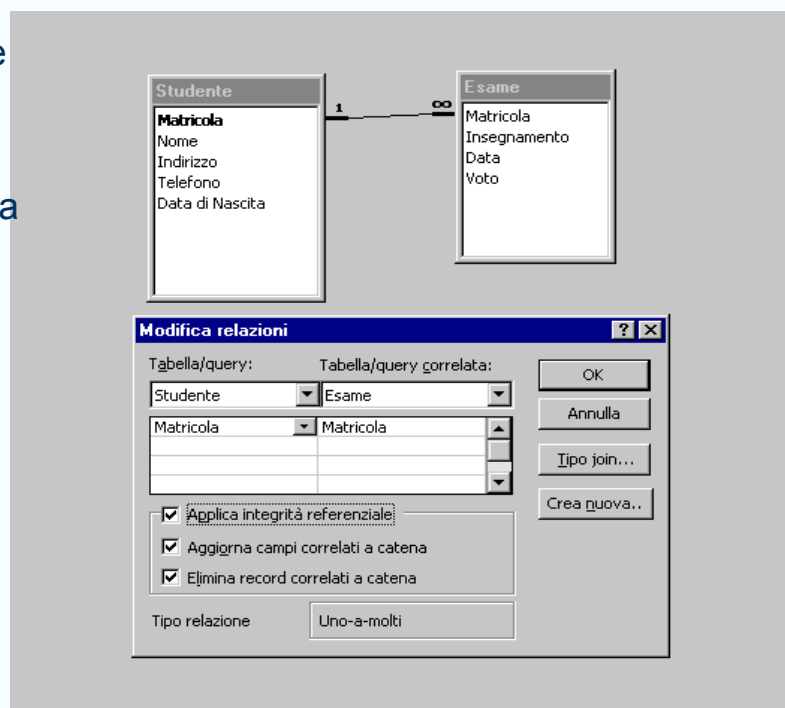 e
a
Studente
Matricola
Nome
Indirizzo
Telefono
Data di Nascita
1
∞
Esame
Matricola
Insegnamento
Data
Voto
Modifica relazioni
? X
Tabella/query:
Tabella/query correlata:
Studente
Esame
Matricola
Matricola
OK
Annulla
Tipo join...
Crea nuova..
Applica integrità referenziale
Aggiorna campi correlati a catena
Elimina record correlati a catena
Tipo relazione
Uno-a-molti